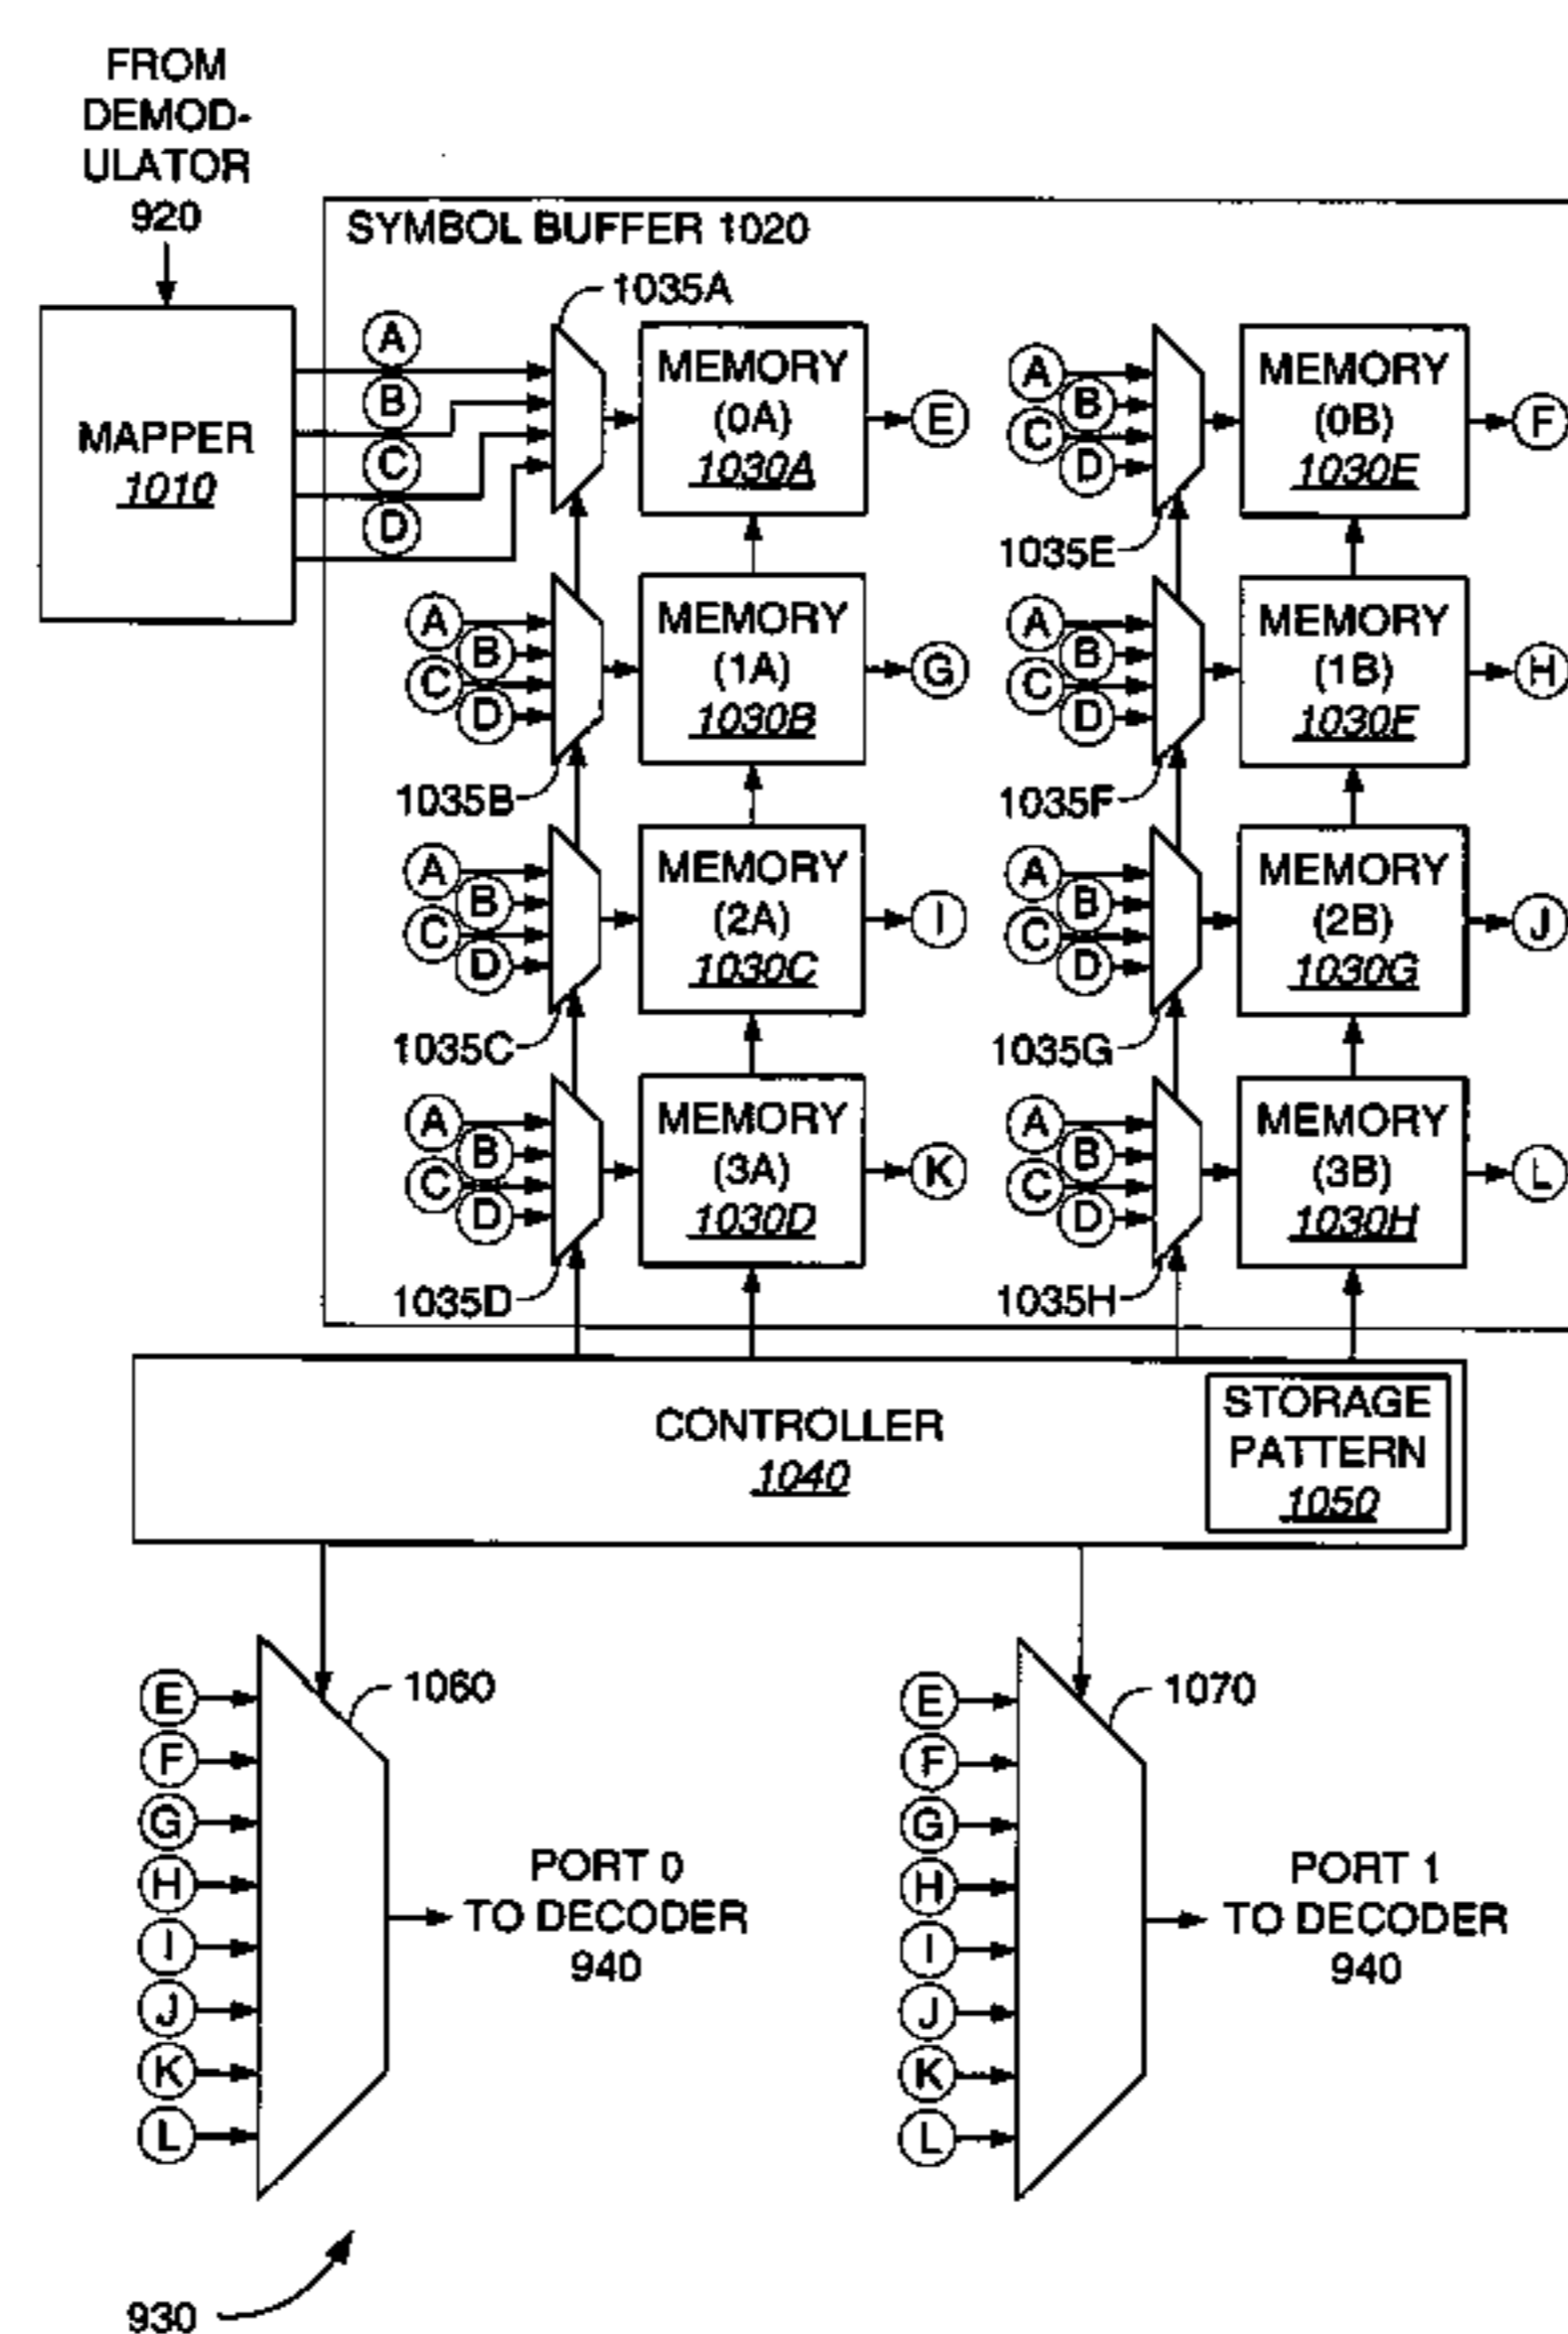 FROM
DEMOD-
ULATOR
920
SYMBOL BUFFER 1020
MAPPER
1010
A
B
C
D
1035A
MEMORY
(0A)
1030A
E
A
B
C
D
1035E
MEMORY
(0B)
1030E
F
A
B
C
D
1035B
MEMORY
(1A)
1030B
G
A
B
C
D
1035F
MEMORY
(1B)
1030F
H
A
B
C
D
1035C
MEMORY
(2A)
1030C
I
A
B
C
D
1035G
MEMORY
(2B)
1030G
J
A
B
C
D
1035D
MEMORY
(3A)
1030D
K
A
B
C
D
1035H
MEMORY
(3B)
1030H
L
CONTROLLER
1040
STORAGE
PATTERN
1050
E
F
G
H
I
J
K
L
1060
PORT 0
TO DECODER
940
E
F
G
H
I
J
K
L
1070
PORT 1
TO DECODER
940
930